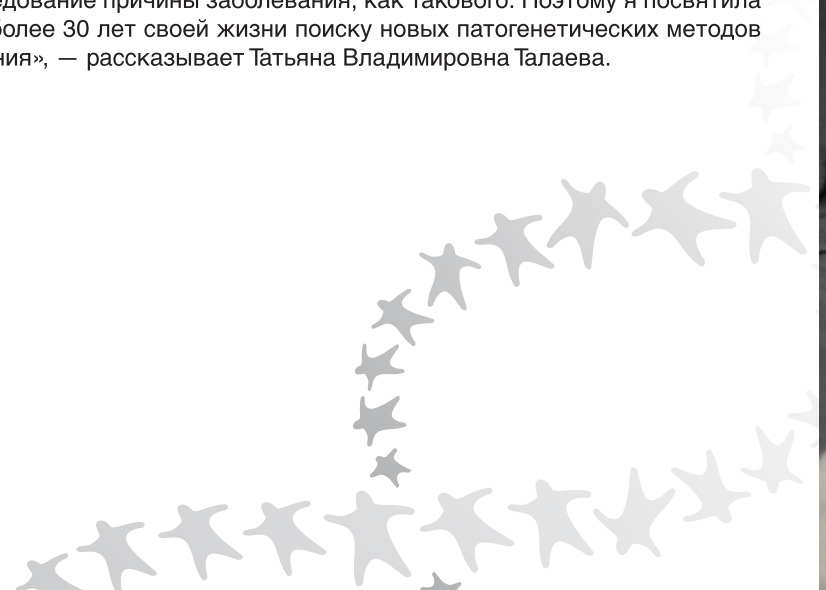 едование причины заболевания, как такового. Поэтому я посвятила
более 30 лет своей жизни поиску новых патогенетических методов
ния», — рассказывает Татьяна Владимировна Талаева.